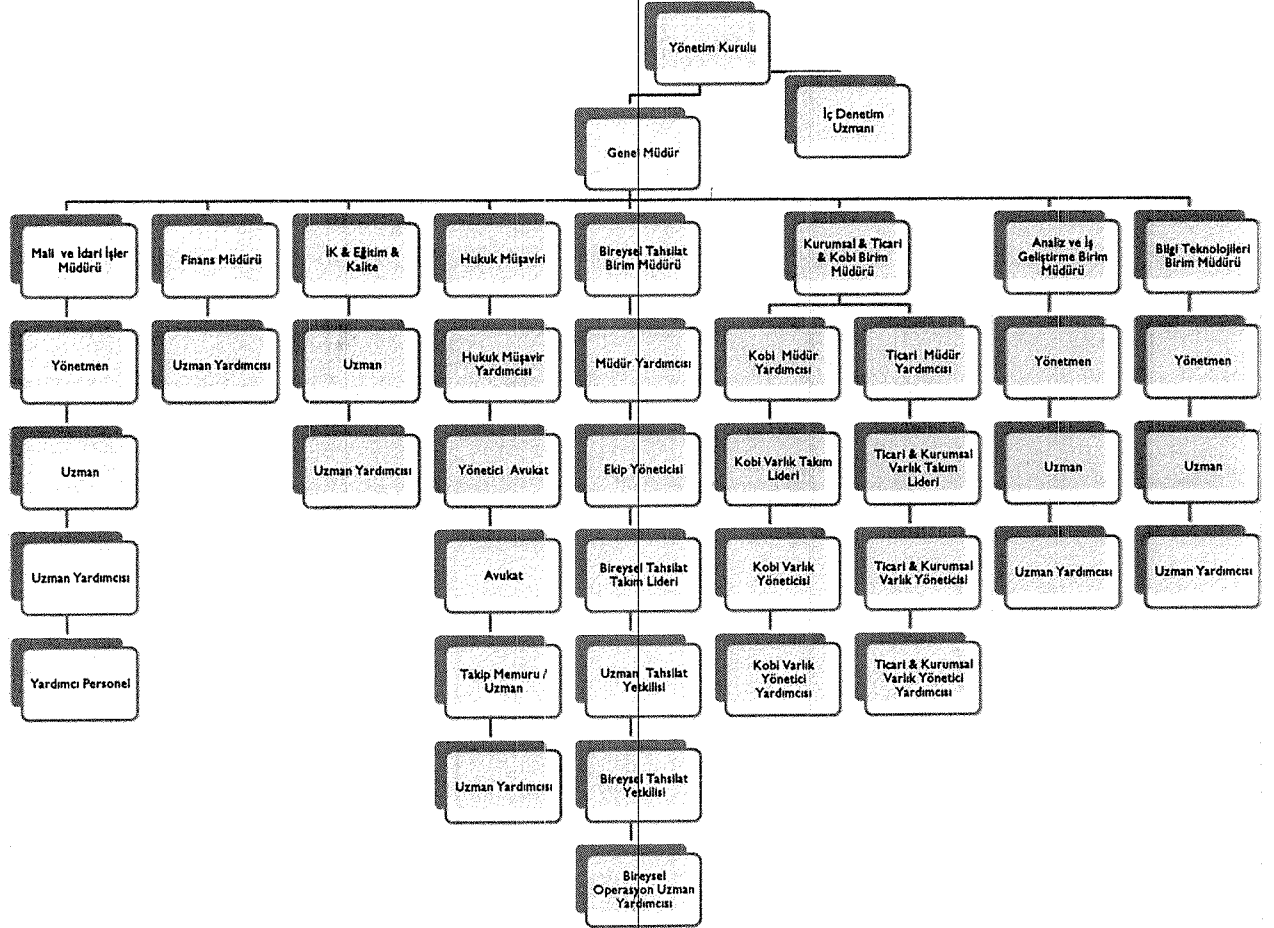 Yönetim Kurulu
İç Denetim
Uzmanı
Genel Müdür
Mali ve İdari İşler
Müdürü
Finans Müdürü
İK & Eğitim &
Kalite
Hukuk Müşaviri
Bireysel Tahsilat
Birim Müdürü
Kurumsal & Ticari
& Kobi Birim
Müdürü
Analiz ve İş
Geliştirme Birim
Müdürü
Bilgi Teknolojileri
Birim Müdürü
Yönetmen
Uzman Yardımcısı
Uzman
Hukuk Müşavir
Yardımcısı
Müdür Yardımcısı
Kobi Müdür
Yardımcısı
Ticari Müdür
Yardımcısı
Yönetmen
Yönetmen
Uzman
Uzman Yardımcısı
Yönetici Avukat
Ekip Yöneticisi
Kobi Varlık Takım
Lideri
Ticari & Kurumsal
Varlık Takım
Lideri
Uzman
Uzman
Uzman Yardımcısı
Avukat
Bireysel Tahsilat
Takım Lideri
Kobi Varlık
Yöneticisi
Ticari & Kurumsal
Varlık Yöneticisi
Uzman Yardımcısı
Uzman Yardımcısı
Yardımcı Personel
Takip Memuru /
Uzman
Uzman Tahsilat
Yetkilisi
Kobi Varlık
Yönetici
Yardımcısı
Ticari & Kurumsal
Varlık Yönetici
Yardımcısı
Uzman Yardımcısı
Bireysel Tahsilat
Yetkilisi
Bireysel
Operasyon Uzman
Yardımcısı